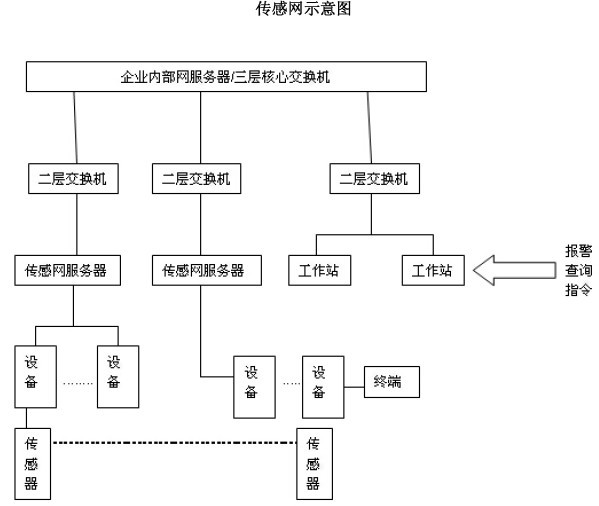 传感网示意图
企业内部网服务器/三层核心交换机
二层交换机
二层交换机
二层交换机
传感网服务器
传感网服务器
工作站
工作站
报警
查询
指令
设备
设备
设备
设备
终端
传感器
传感器